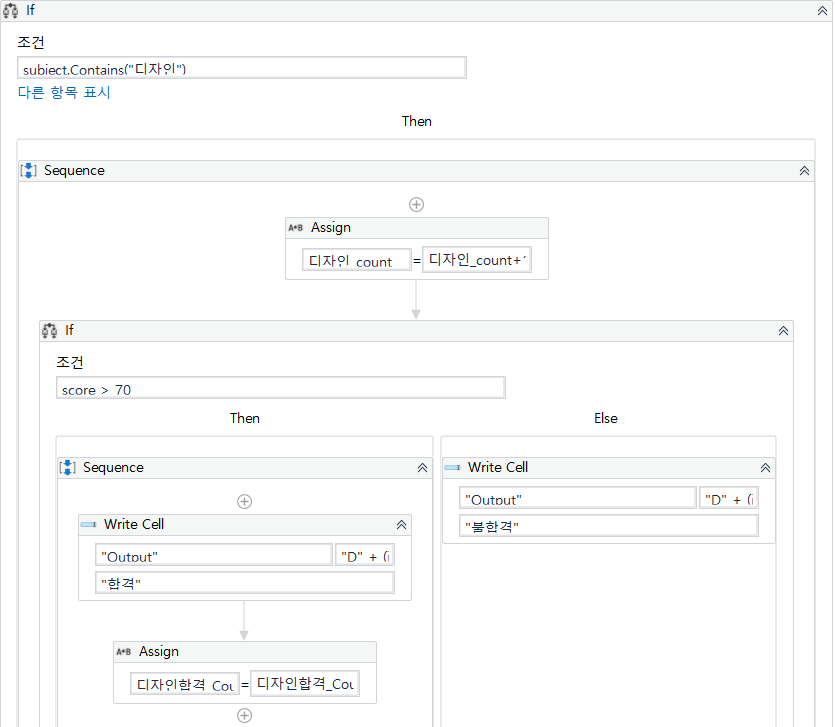 If
조건
subject.Contains("디자인")
다른 항목 표시
Then
Sequence
A*B Assign
디자인_count = 디자인_count+1
If
조건
score > 70
Then Else
Sequence
Write Cell
"Output" "D" + (i
"불합격"
Write Cell
"Output" "D" + (i
"합격"
A*B Assign
디자인합격_Cou = 디자인합격_Cou